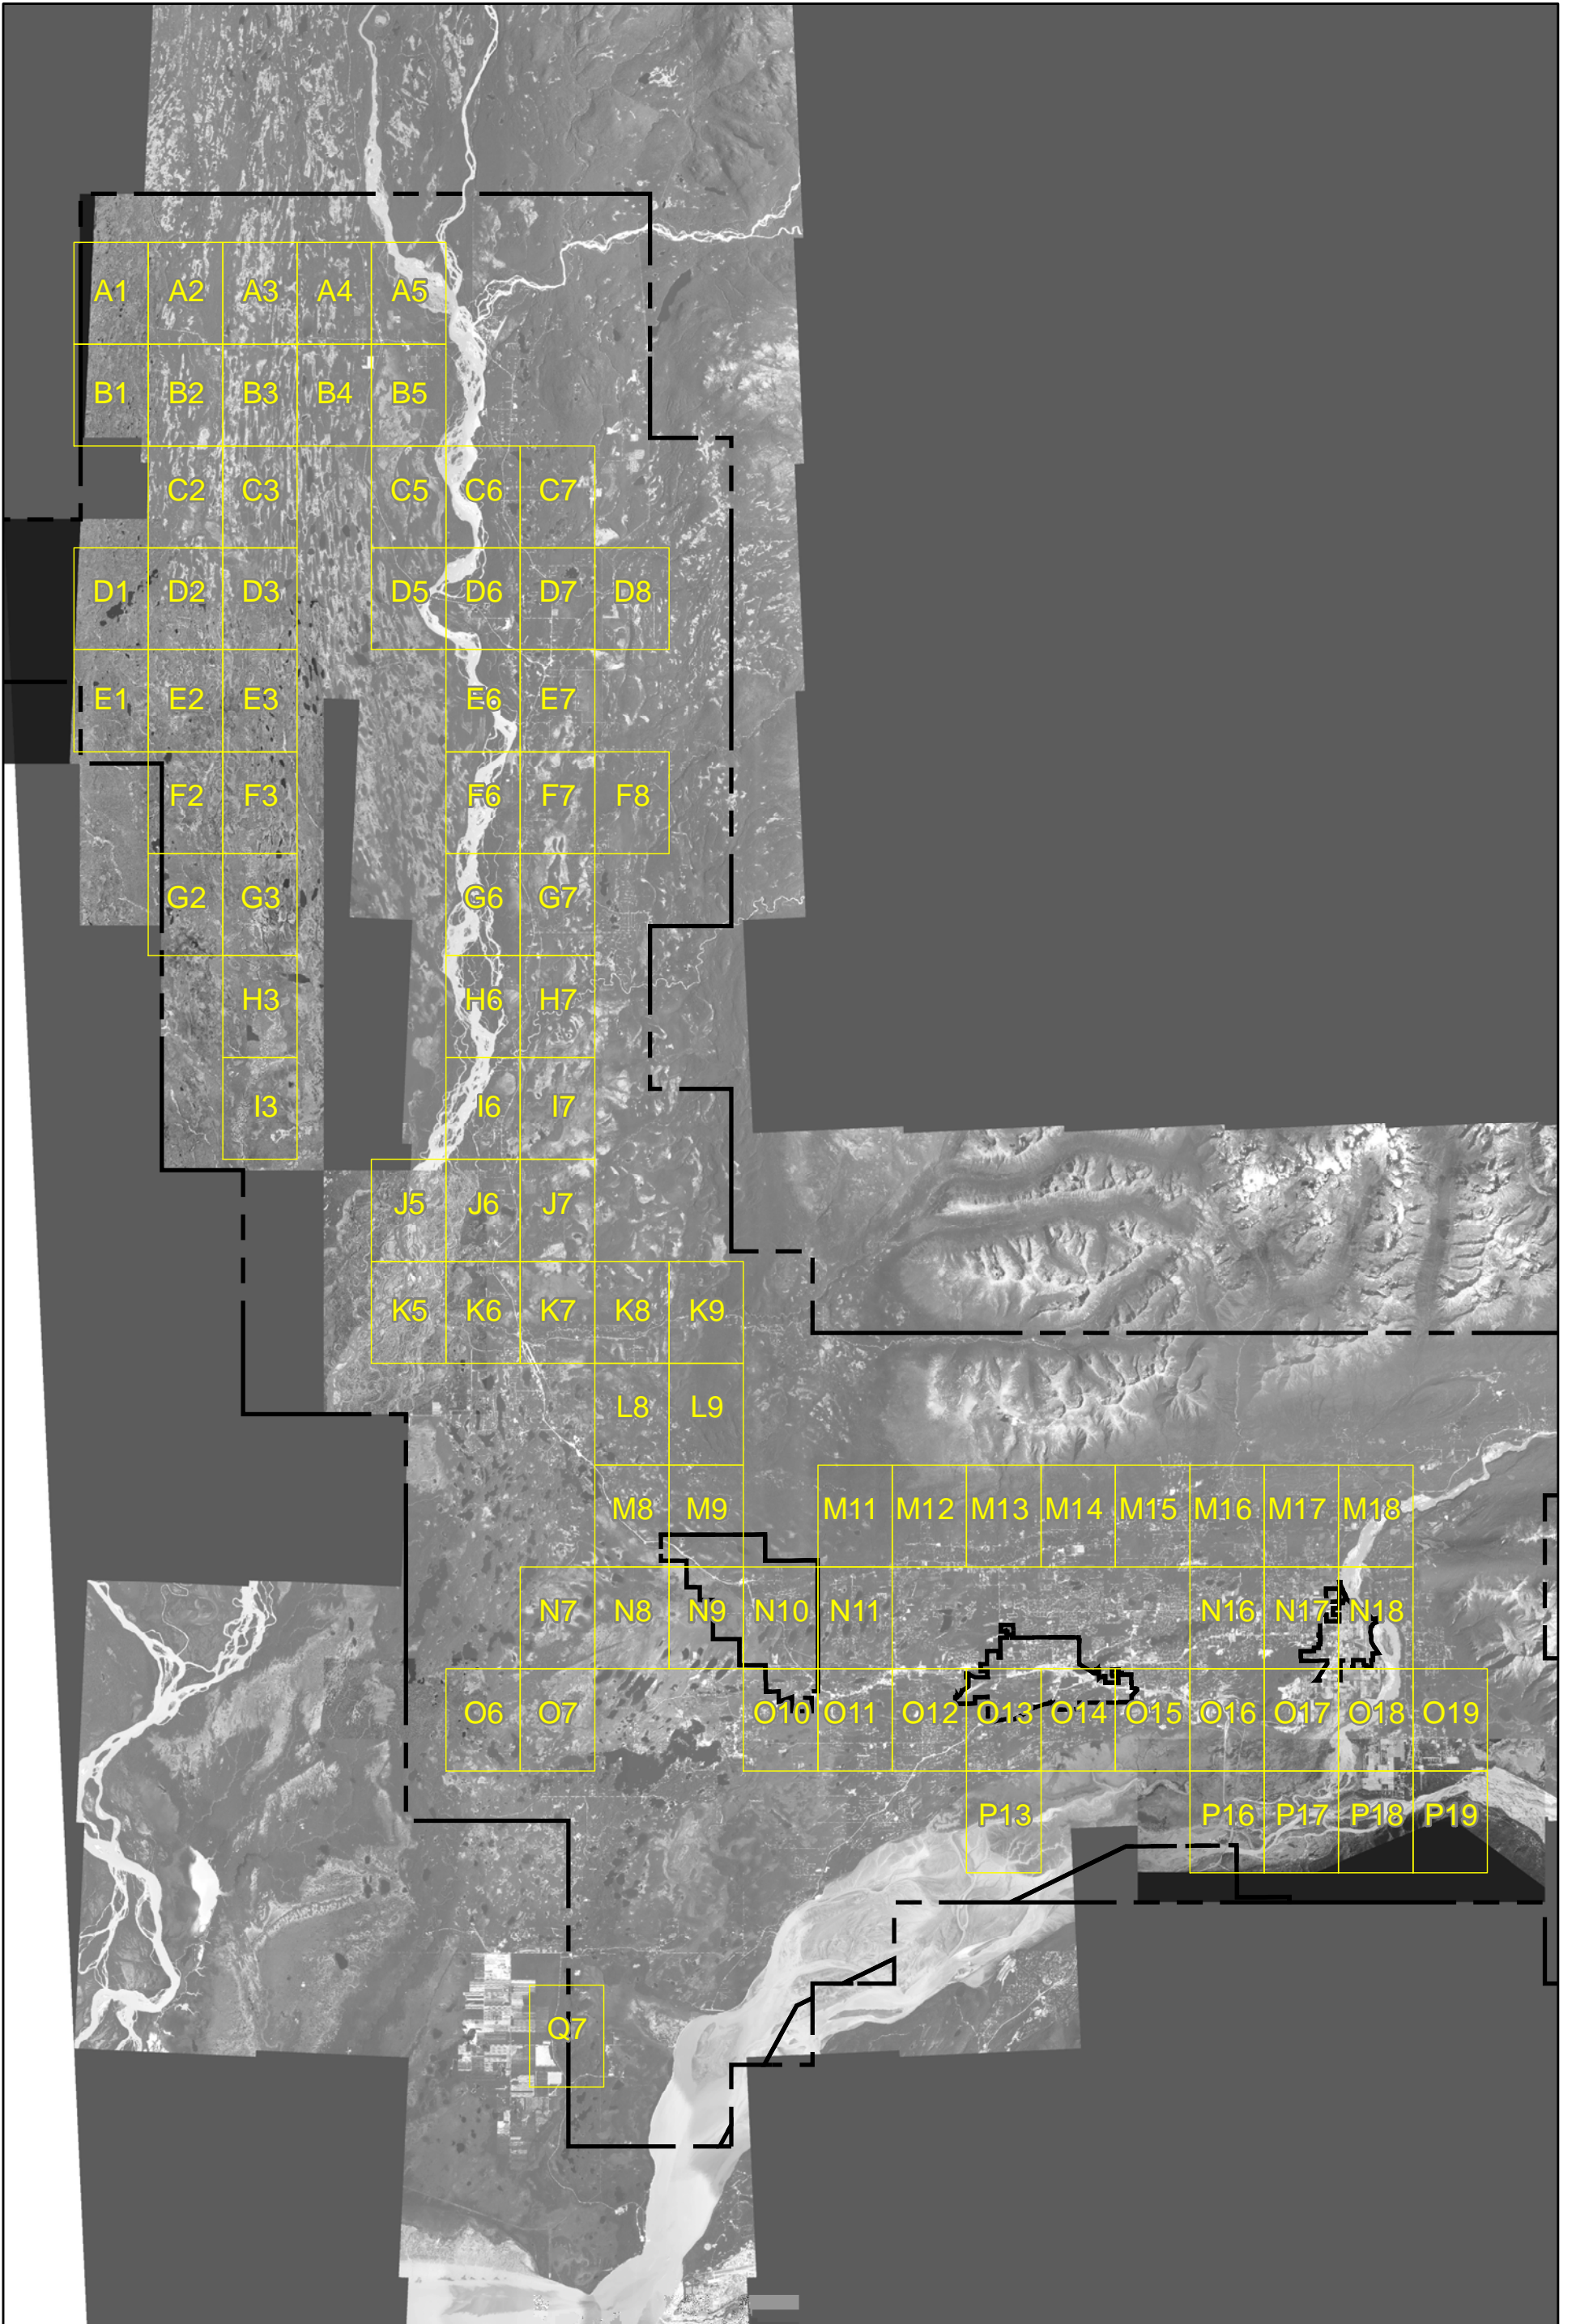 A1 A2 A3 A4 A5
B1 B2 B3 B4 B5
C2 C3 C5 C6 C7
D1 D2 D3 D5 D6 D7 D8
E1 E2 E3 E6 E7
F2 F3 F6 F7 F8
G2 G3 G6 G7
H3 H6 H7
I3 I6 I7
J5 J6 J7
K5 K6 K7 K8 K9
L8 L9
M8 M9 M11 M12 M13 M14 M15 M16 M17 M18
N7 N8 N9 N10 N11 N16 N17 N18
O6 O7 O10 O11 O12 O13 O14 O15 O16 O17 O18 O19
P13 P16 P17 P18 P19
Q7